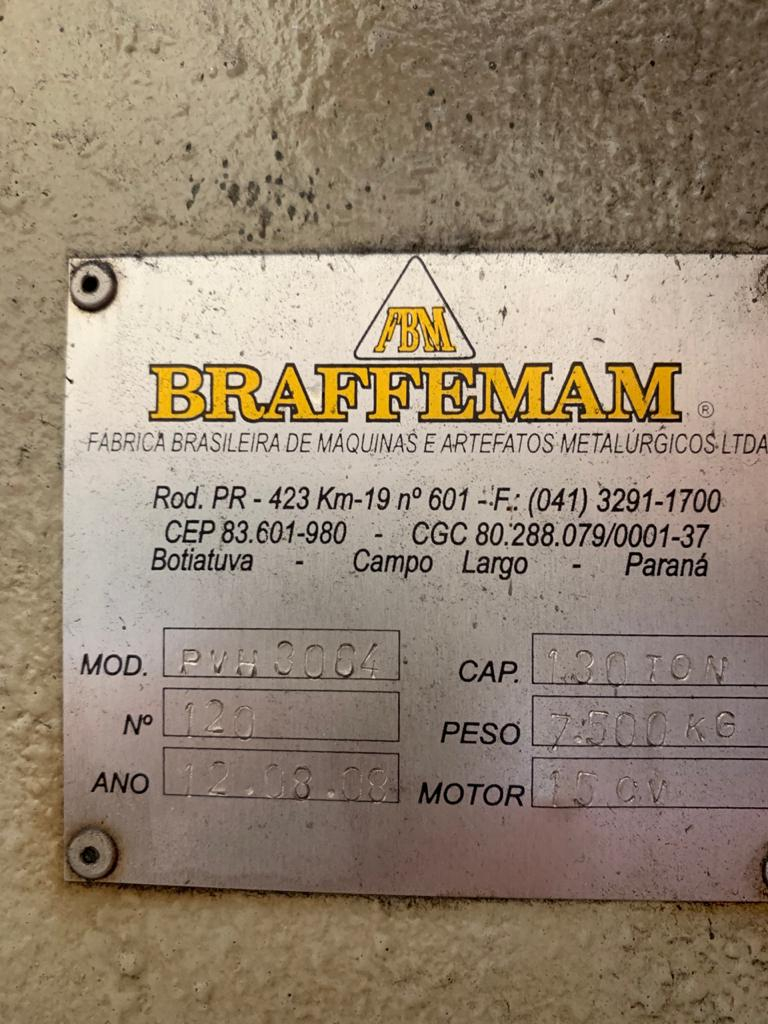 FBM
BRAFFEMAM ®
FÁBRICA BRASILEIRA DE MÁQUINAS E ARTEFATOS METALÚRGICOS LTDA
Rod. PR - 423 Km-19 nº 601 - F.: (041) 3291-1700
CEP 83.601-980 - CGC 80.288.079/0001-37
Botiatuva - Campo Largo - Paraná
MOD. PVH 3064 CAP. 130 TON
Nº 120 PESO 7.500 KG
ANO 12.08.08 MOTOR 15 CV